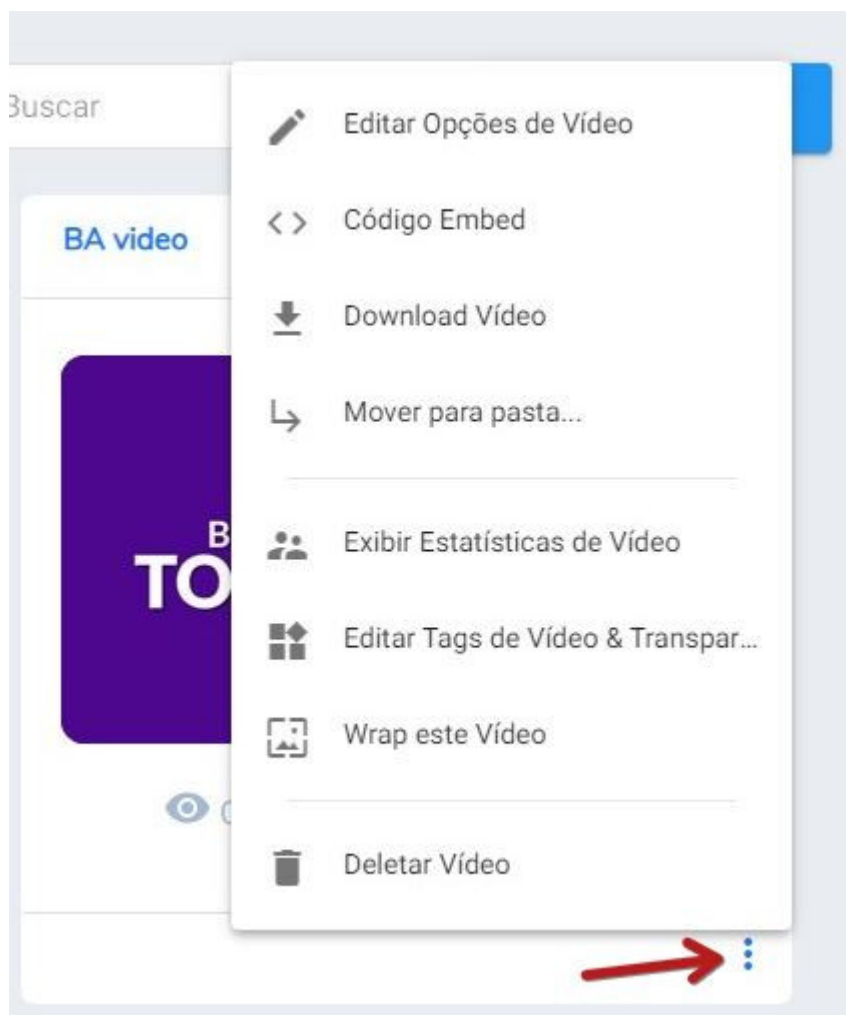 Buscar
Editar Opções de Vídeo
BA video
Código Embed
Download Vídeo
Mover para pasta...
B
TO
Exibir Estatísticas de Vídeo
Editar Tags de Vídeo & Transpar...
Wrap este Vídeo
Deletar Vídeo